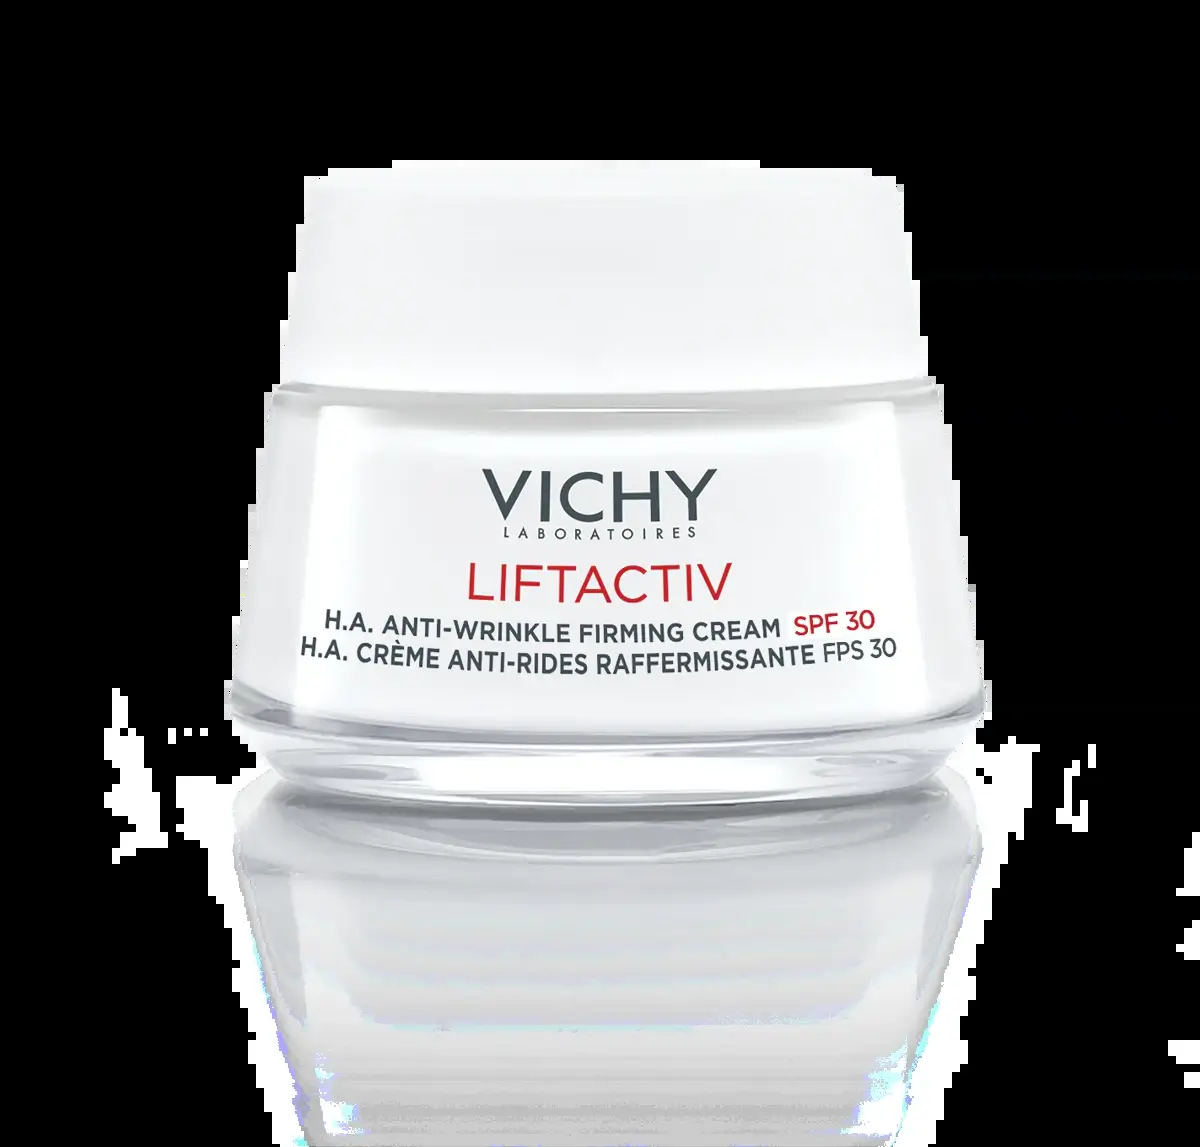 VICHY
LABORATOIRES
LIFTACTIV
H.A. ANTI-WRINKLE FIRMING CREAM SPF 30
H.A. CRÈME ANTI-RIDES RAFFERMISSANTE FPS 30